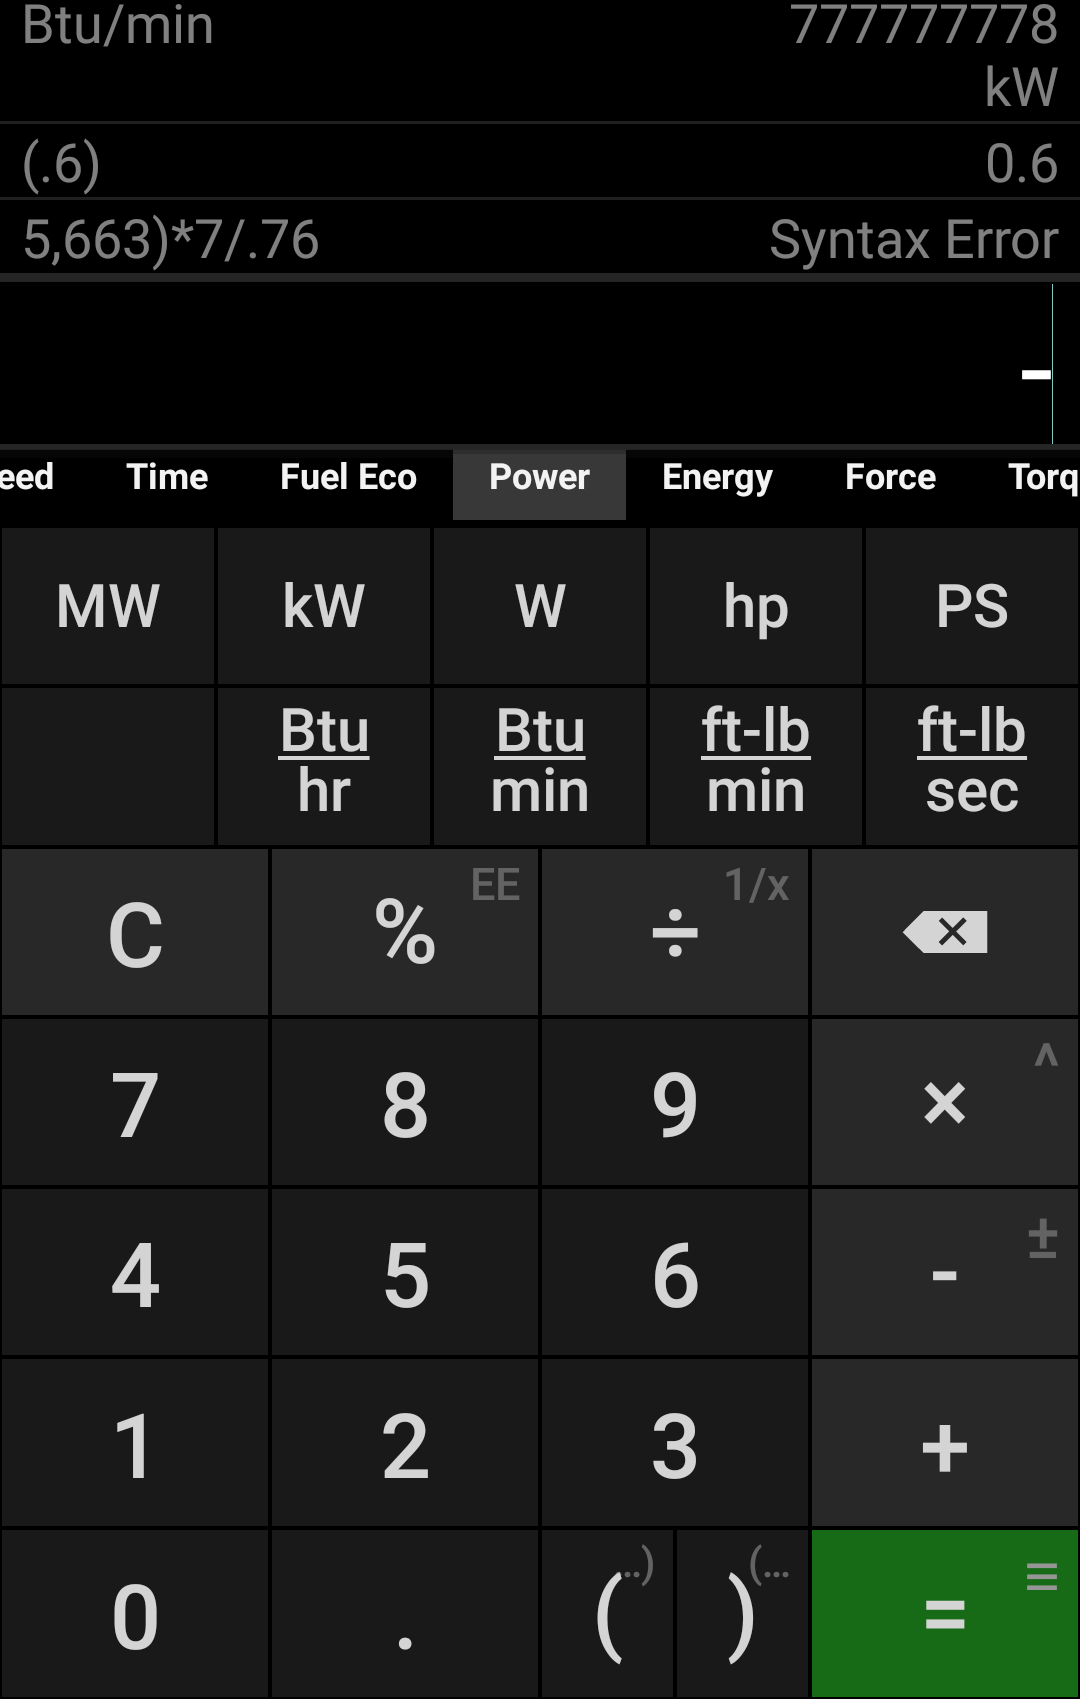 Btu/min 777777778
kW
(.6) 0.6
5,663)*7/.76 Syntax Error
-
eed Time Fuel Eco Power Energy Force Torq
MW kW W hp PS
Btu Btu ft-lb ft-lb
hr min min sec
C % EE ÷ 1/x
7 8 9 × ^
4 5 6 - ±
1 2 3 +
0 . ( ..) ) (... = ≡